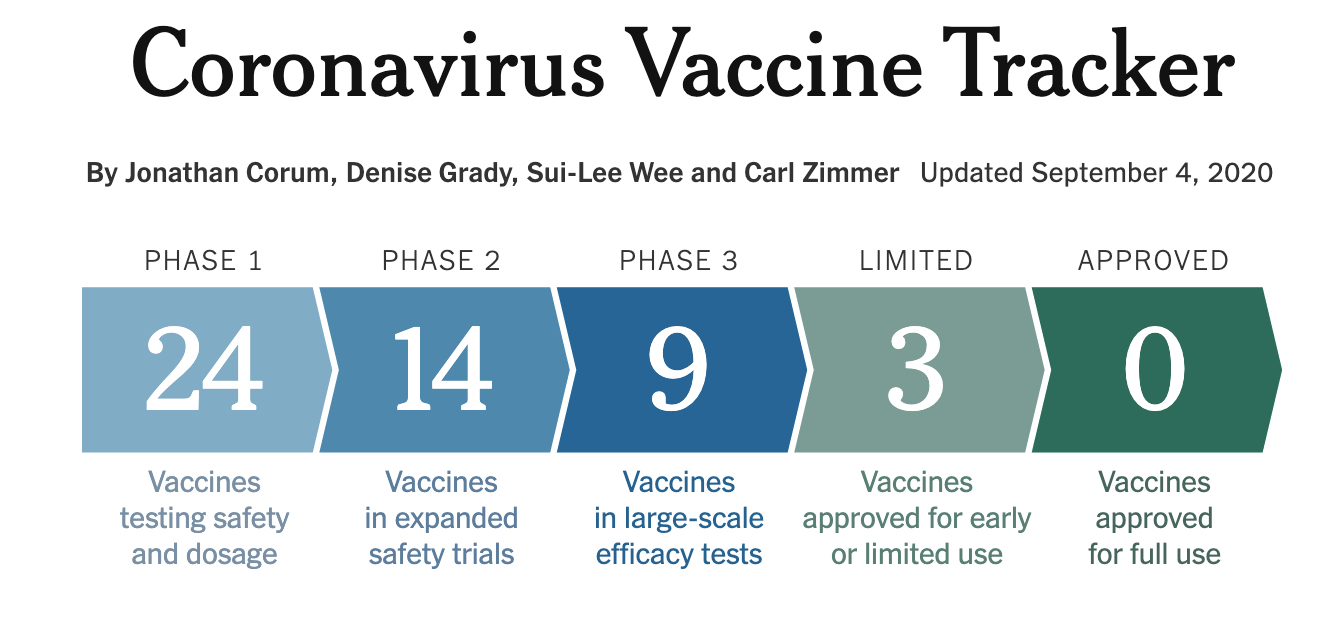 Coronavirus Vaccine Tracker
By Jonathan Corum, Denise Grady, Sui-Lee Wee and Carl Zimmer Updated September 4, 2020
PHASE 1
24
Vaccines
testing safety
and dosage
PHASE 2
14
Vaccines
in expanded
safety trials
PHASE 3
9
Vaccines
in large-scale
efficacy tests
LIMITED
3
Vaccines
approved for early
or limited use
APPROVED
0
Vaccines
approved
for full use